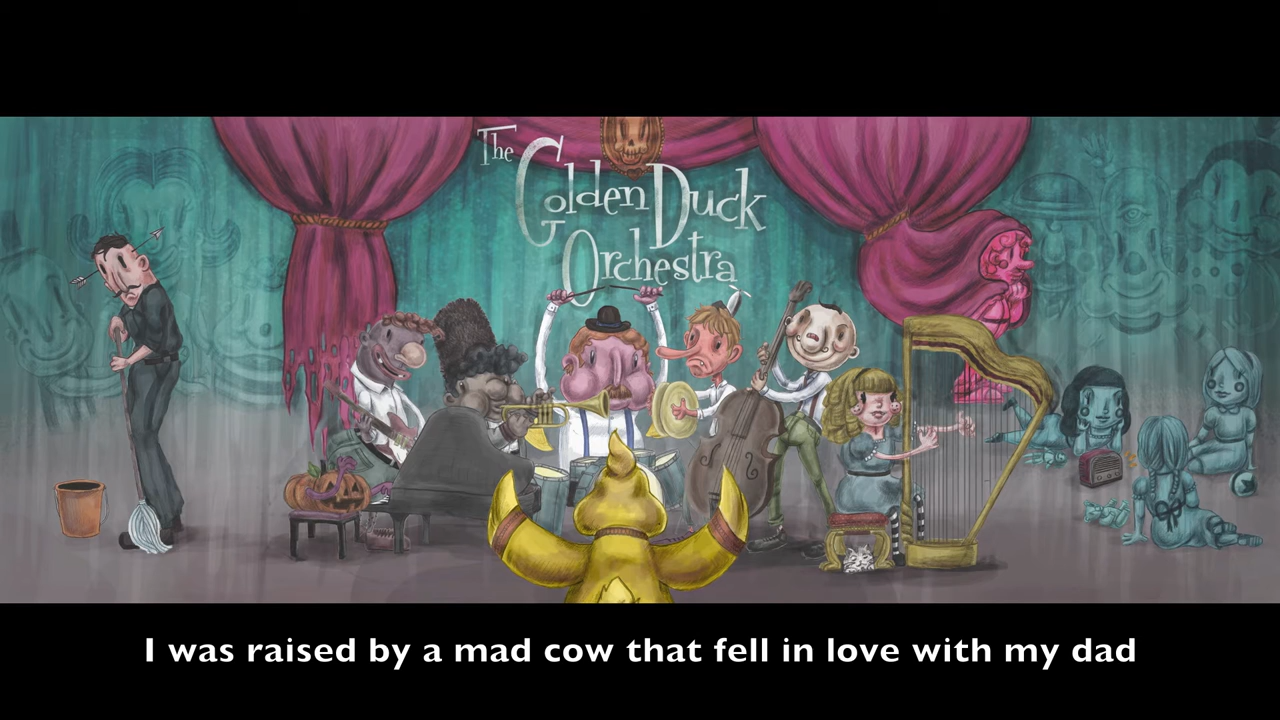 The
Golden Duck
Orchestra
I was raised by a mad cow that fell in love with my dad